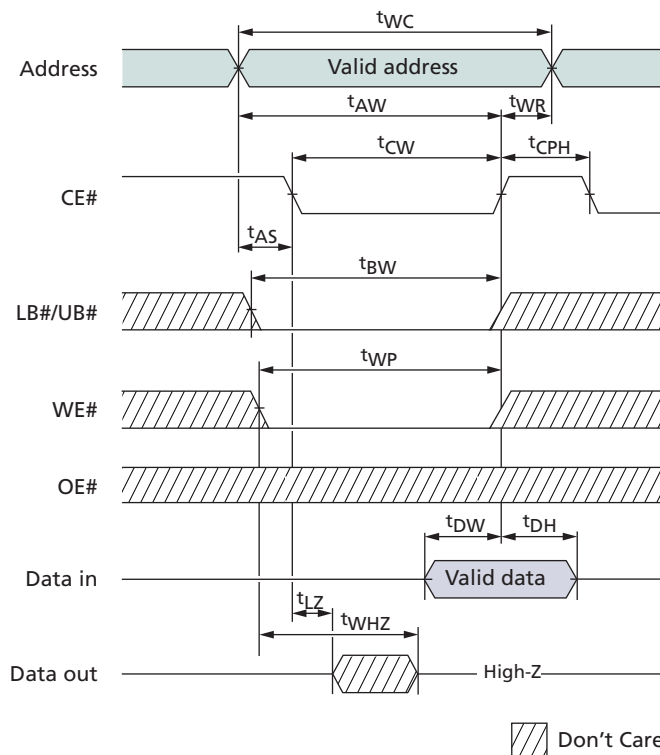 tWC
Address
Valid address
tAW
tWR
tCW
tCPH
CE#
tAS
tBW
LB#/UB#
tWP
WE#
OE#
tDW
tDH
Data in
Valid data
tLZ
tWHZ
Data out
High-Z
Don't Care